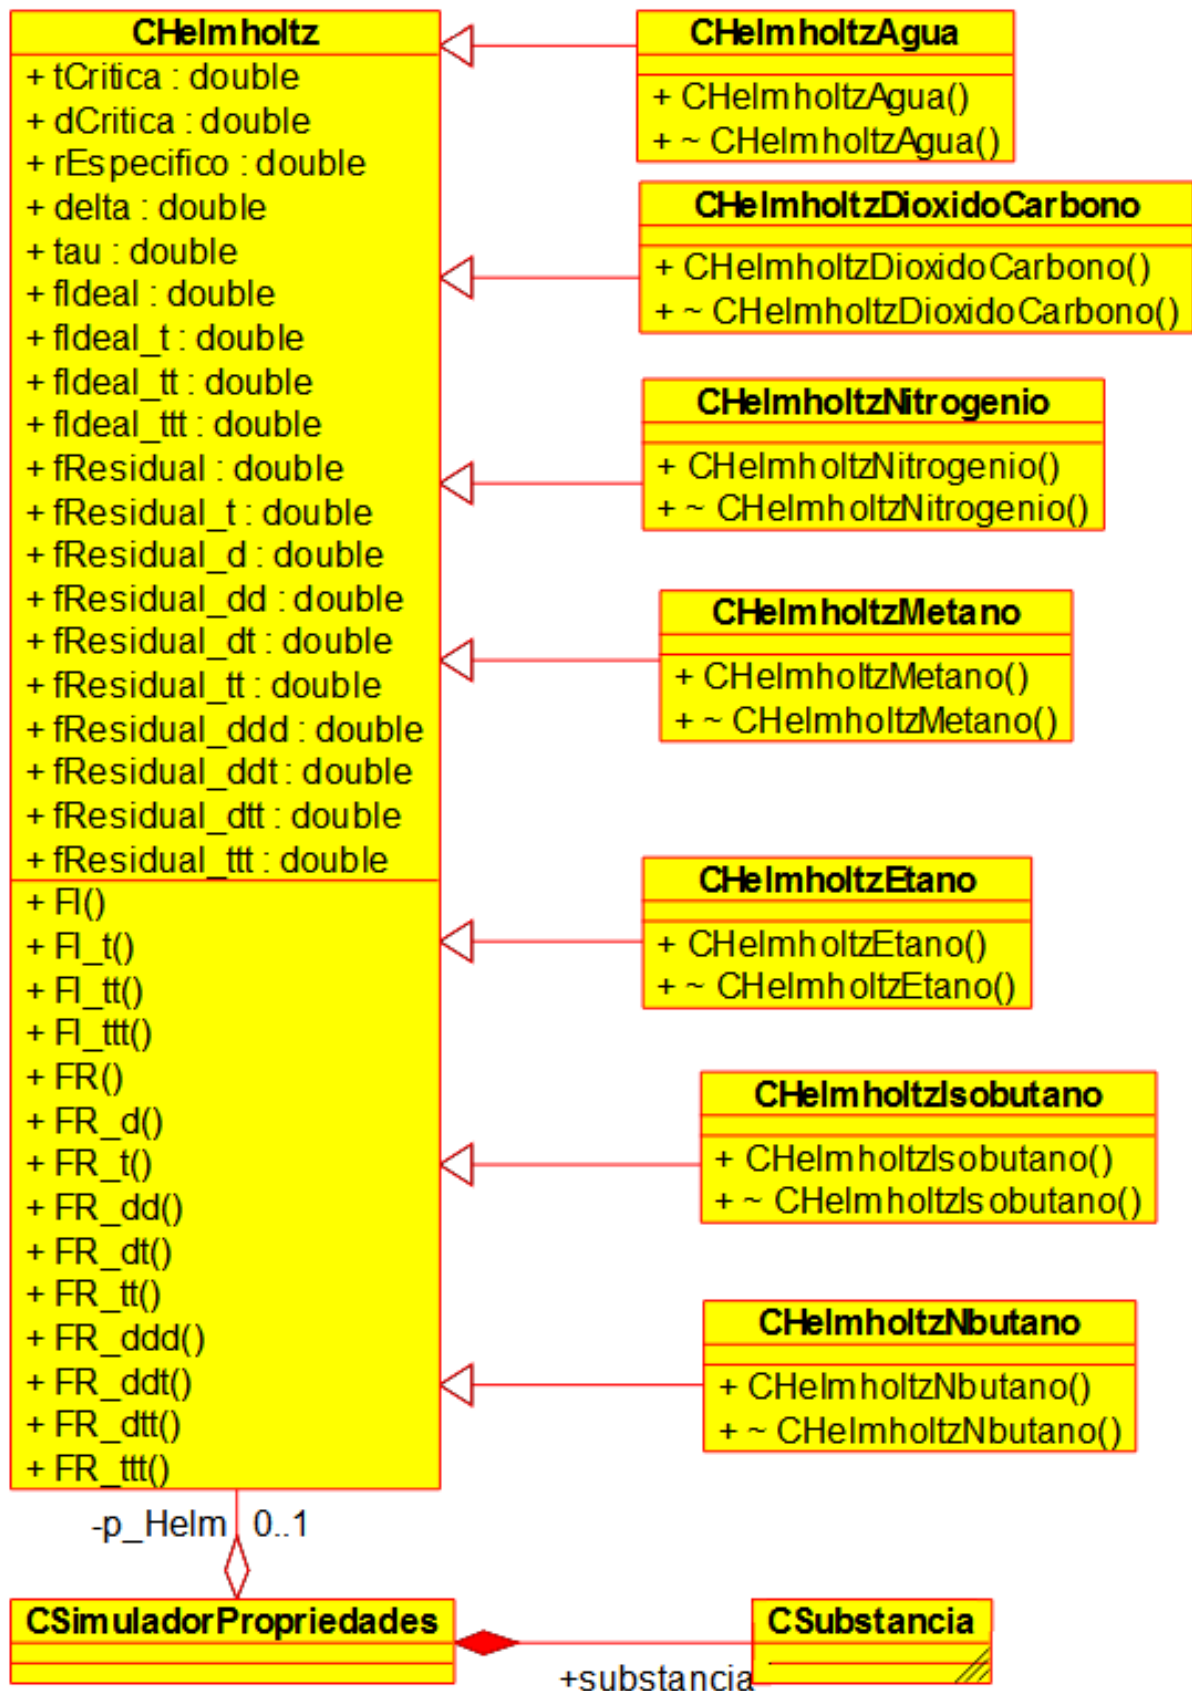 CHelmholtz
+ tCritica : double
+ dCritica : double
+ rEspecifico : double
+ delta : double
+ tau : double
+ fIdeal : double
+ fIdeal_t : double
+ fIdeal_tt : double
+ fIdeal_ttt : double
+ fResidual : double
+ fResidual_t : double
+ fResidual_d : double
+ fResidual_dd : double
+ fResidual_dt : double
+ fResidual_tt : double
+ fResidual_ddd : double
+ fResidual_ddt : double
+ fResidual_dtt : double
+ fResidual_ttt : double
+ FI()
+ FI_t()
+ FI_tt()
+ FI_ttt()
+ FR()
+ FR_d()
+ FR_t()
+ FR_dd()
+ FR_dt()
+ FR_tt()
+ FR_ddd()
+ FR_ddt()
+ FR_dtt()
+ FR_ttt()
CHelmholtzAgua
+ CHelmholtzAgua()
+ ~ CHelmholtzAgua()
CHelmholtzDioxidoCarbono
+ CHelmholtzDioxidoCarbono()
+ ~ CHelmholtzDioxidoCarbono()
CHelmholtzNitrogenio
+ CHelmholtzNitrogenio()
+ ~ CHelmholtzNitrogenio()
CHelmholtzMetano
+ CHelmholtzMetano()
+ ~ CHelmholtzMetano()
CHelmholtzEtano
+ CHelmholtzEtano()
+ ~ CHelmholtzEtano()
CHelmholtzIsobutano
+ CHelmholtzIsobutano()
+ ~ CHelmholtzIsobutano()
CHelmholtzNbutano
+ CHelmholtzNbutano()
+ ~ CHelmholtzNbutano()
-p_Helm 0..1
CSimuladorPropriedades
CSubstancia
+substancia